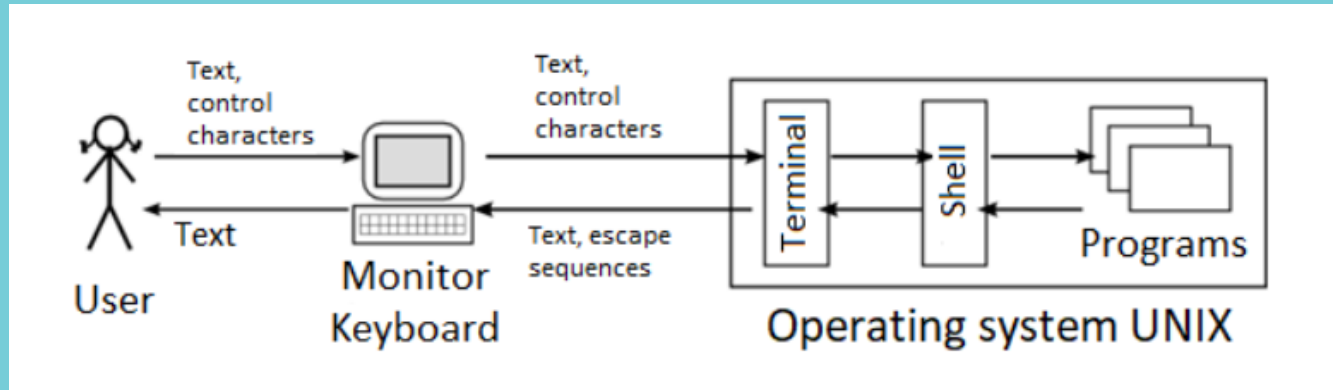 Text,
control
characters
Text,
control
characters
Terminal
Shell
Text
Text, escape
sequences
Programs
User
Monitor
Keyboard
Operating system UNIX